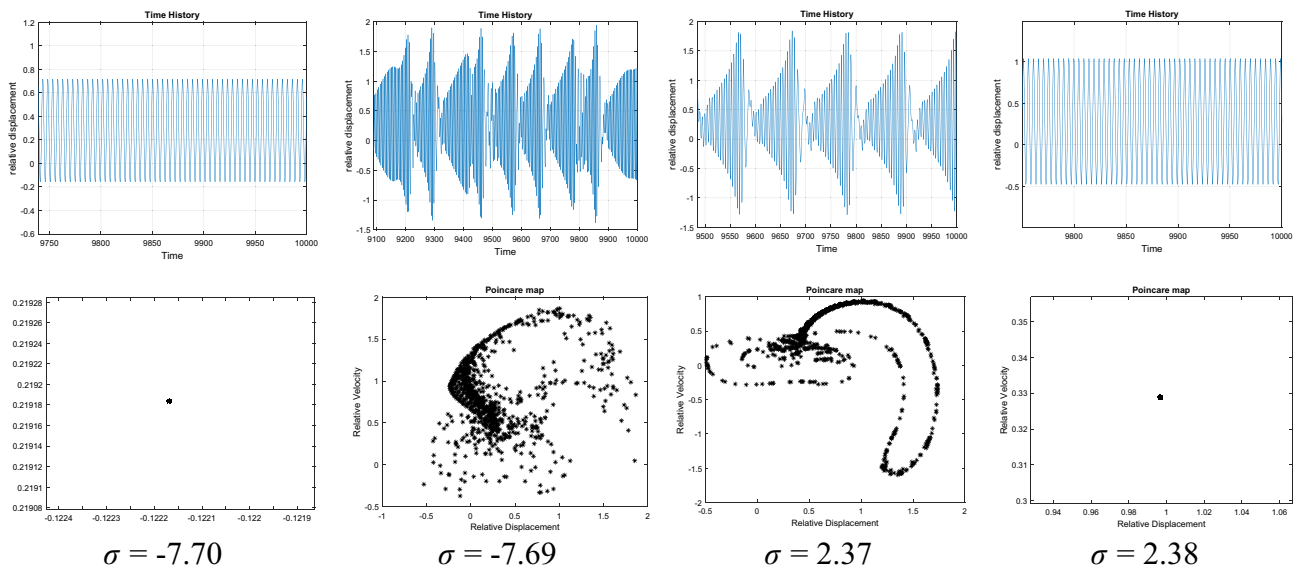 Time History
relative displacement
1.2
1
0.8
0.6
0.4
0.2
0
-0.2
-0.4
-0.6
9750 9800 9850 9900 9950 10000
Time
Time History
relative displacement
2
1.5
1
0.5
0
-0.5
-1
-1.5
9100 9200 9300 9400 9500 9600 9700 9800 9900 10000
Time
Time History
relative displacement
2
1.5
1
0.5
0
-0.5
-1
-1.5
9500 9550 9600 9650 9700 9750 9800 9850 9900 9950 10000
Time
Time History
relative displacement
1
0.5
0
-0.5
9800 9850 9900 9950 10000
Time
0.21928
0.21926
0.21924
0.21922
0.2192
0.21918
0.21916
0.21914
0.21912
0.2191
0.21908
-0.1224 -0.1223 -0.1222 -0.1221 -0.122 -0.1219
σ = -7.70
Poincare map
Relative Velocity
2
1.5
1
0.5
0
-0.5
-1 -0.5 0 0.5 1 1.5 2
Relative Displacement
σ = -7.69
Poincare map
Relative Velocity
1
0.5
0
-0.5
-1
-1.5
-2
-0.5 0 0.5 1 1.5 2
Relative Displacement
σ = 2.37
Poincare map
Relative Velocity
0.35
0.34
0.33
0.32
0.31
0.3
0.94 0.96 0.98 1 1.02 1.04 1.06
Relative Displacement
σ = 2.38